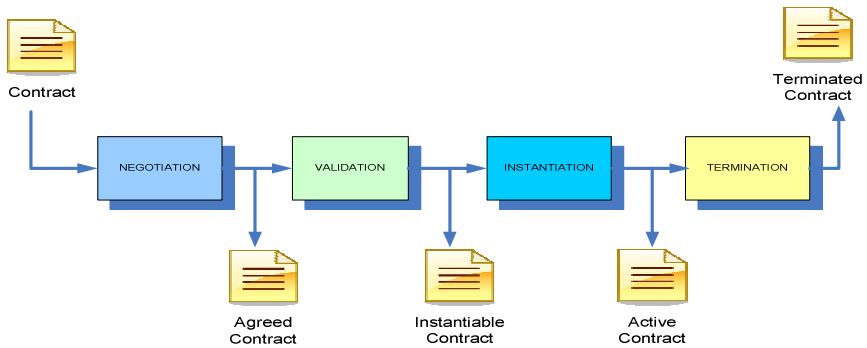 Contract
Terminated
Contract
NEGOTIATION
VALIDATION
INSTANTIATION
TERMINATION
Agreed
Contract
Instantiable
Contract
Active
Contract